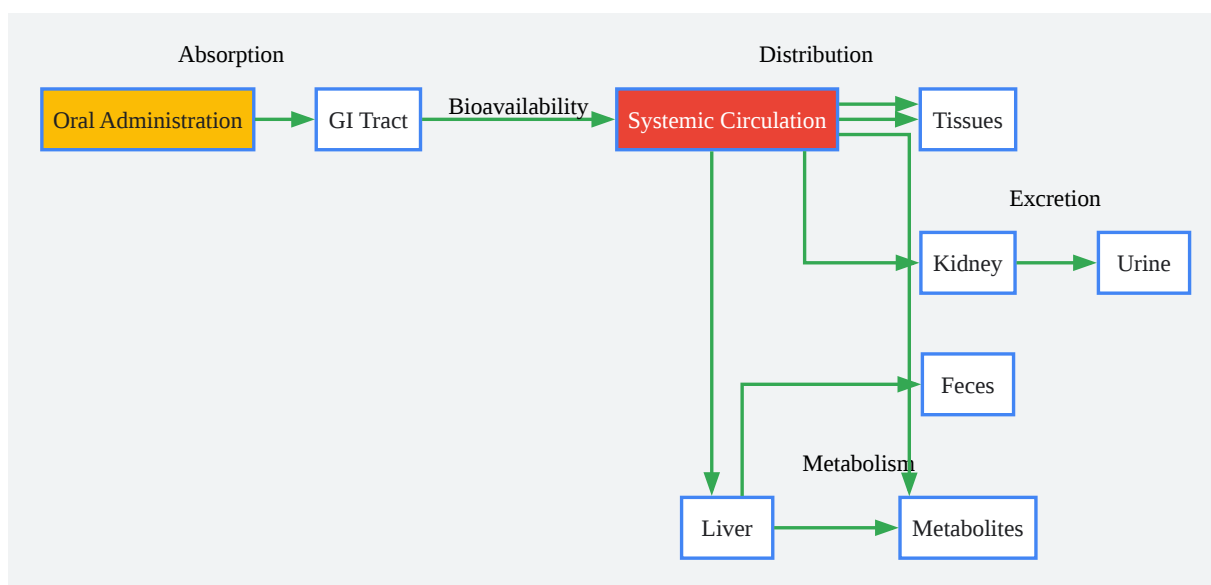 Absorption
Distribution
Oral Administration
GI Tract
Bioavailability
Systemic Circulation
Tissues
Excretion
Kidney
Urine
Feces
Metabolism
Liver
Metabolites